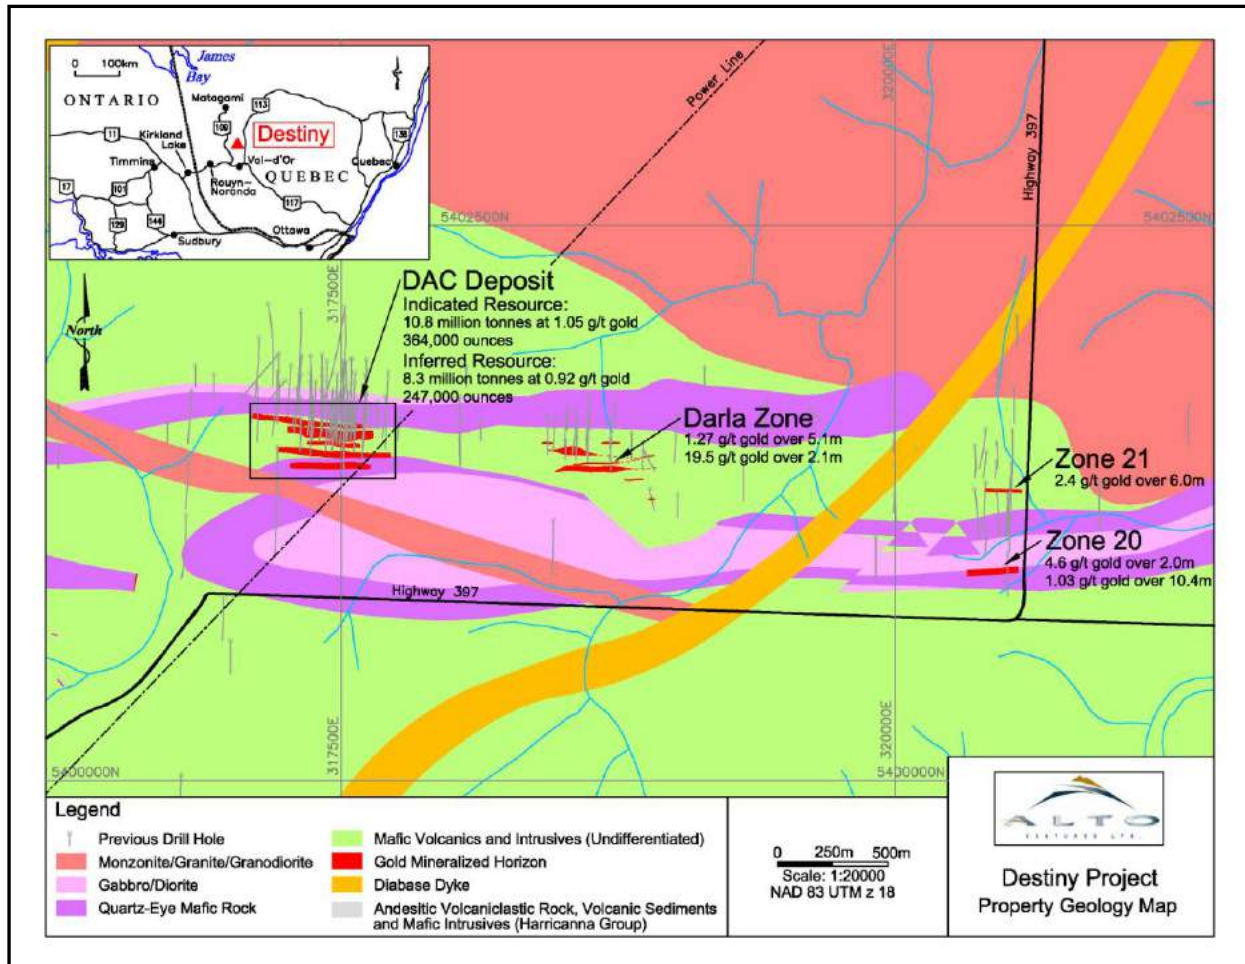 0 100km
James
Bay
ONTARIO
Matagami
113
109
Destiny
11
Kirkland
Lake
138
Timmins
Val-d'Or
Quebec
QUEBEC
17
101
Rouyn-
Noranda
117
144
129
Ottawa
Sudbury
Power Line
320000E
Highway 397
5402500N
5402500N
North
317500E
DAC Deposit
Indicated Resource:
10.8 million tonnes at 1.05 g/t gold
364,000 ounces
Inferred Resource:
8.3 million tonnes at 0.92 g/t gold
247,000 ounces
Darla Zone
1.27 g/t gold over 5.1m
19.5 g/t gold over 2.1m
Zone 21
2.4 g/t gold over 6.0m
Zone 20
4.6 g/t gold over 2.0m
1.03 g/t gold over 10.4m
Highway 397
317500E
320000E
5400000N
5400000N
Legend
Previous Drill Hole
Monzonite/Granite/Granodiorite
Gabbro/Diorite
Quartz-Eye Mafic Rock
Mafic Volcanics and Intrusives (Undifferentiated)
Gold Mineralized Horizon
Diabase Dyke
Andesitic Volcaniclastic Rock, Volcanic Sediments
and Mafic Intrusives (Harricanna Group)
0 250m 500m
Scale: 1:20000
NAD 83 UTM z 18
ALTO
VENTURES LTD.
Destiny Project
Property Geology Map